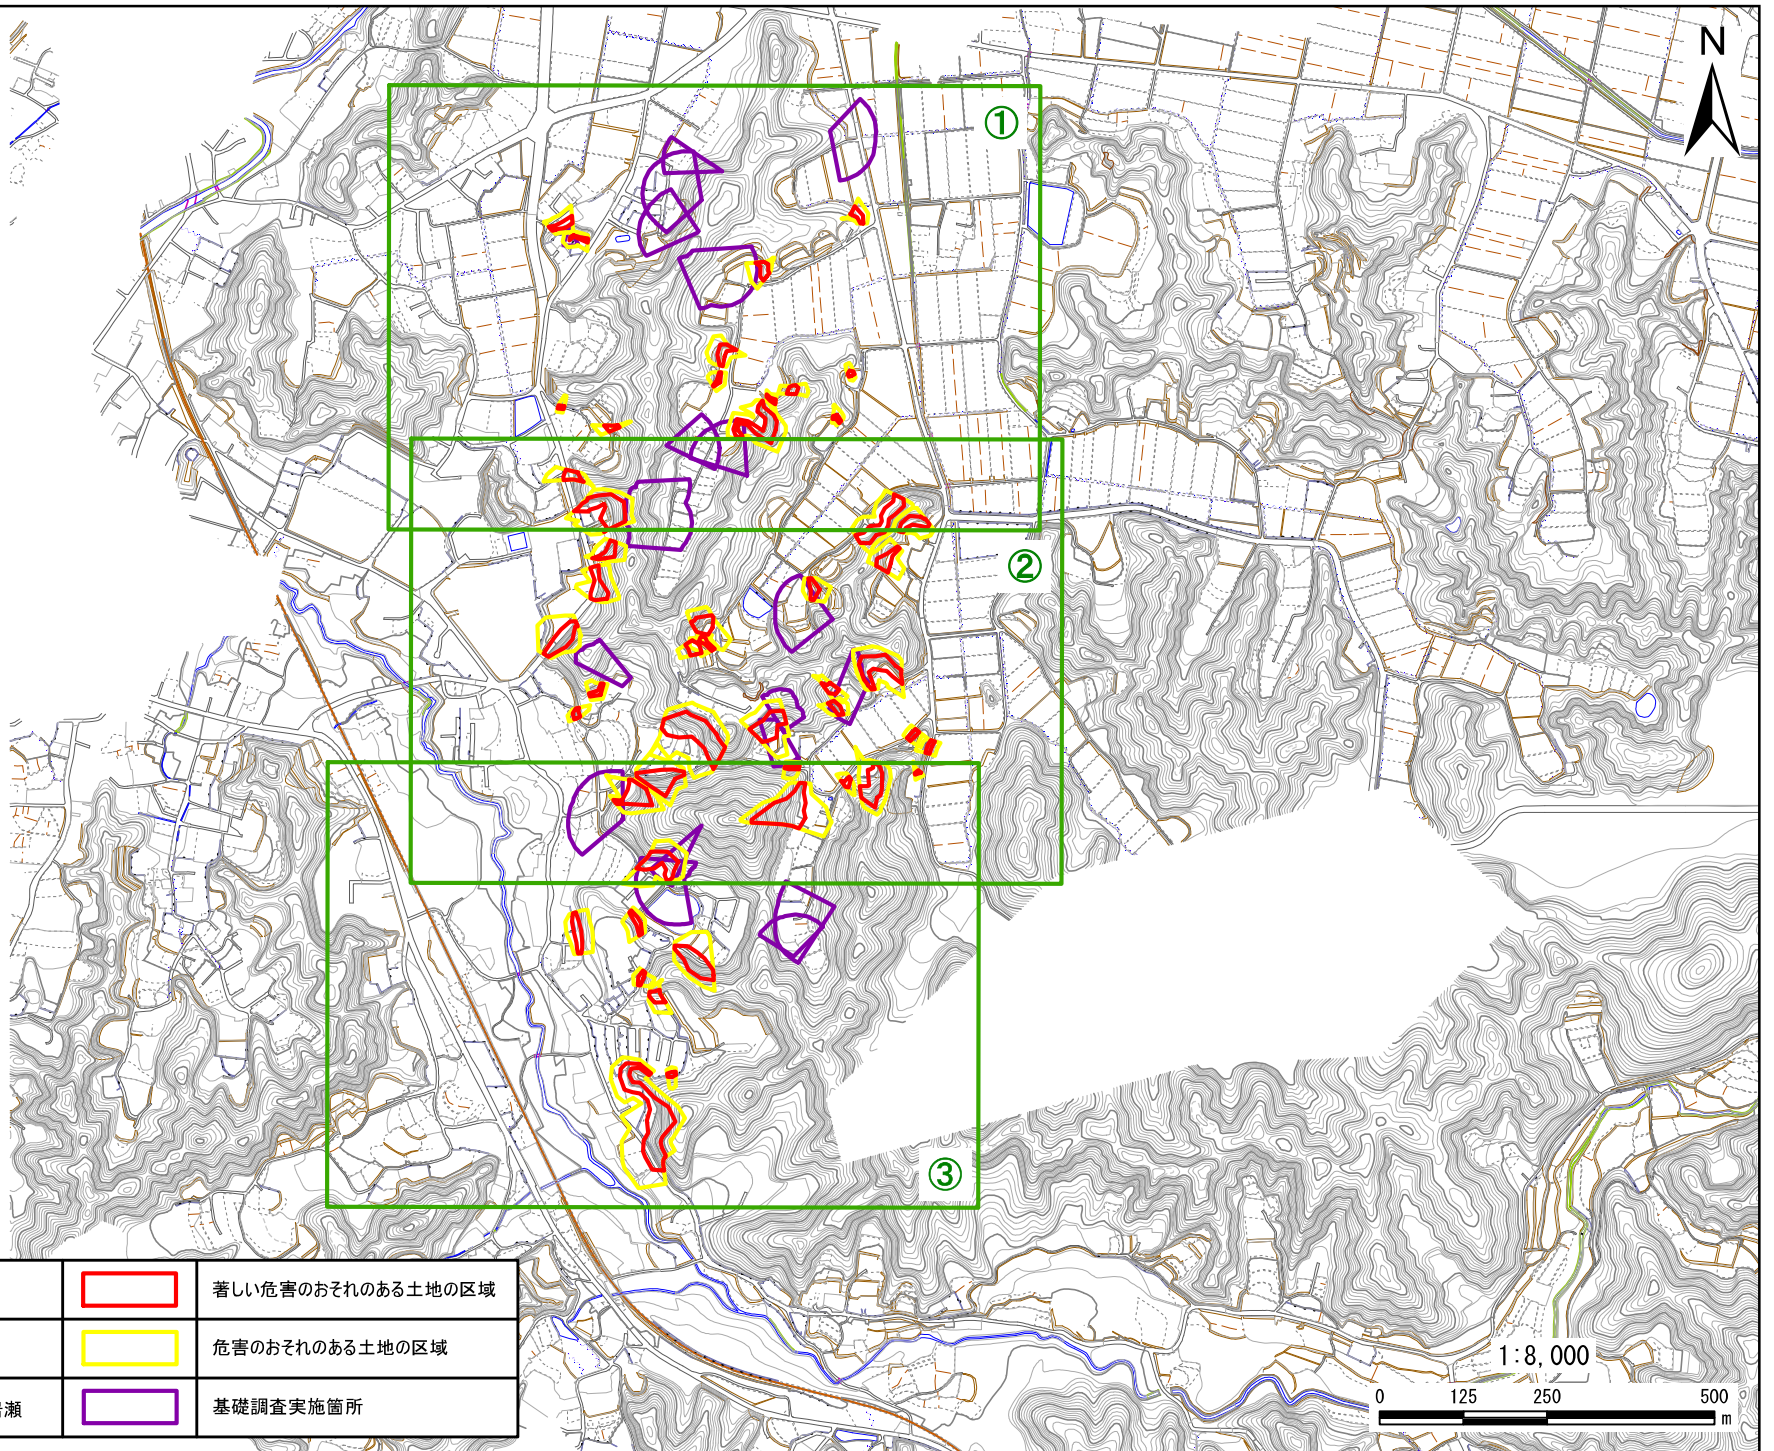 N
①
②
③
著しい危害のおそれのある土地の区域
危害のおそれのある土地の区域
瀬
基礎調査実施箇所
1:8,000
0 125 250 500
m